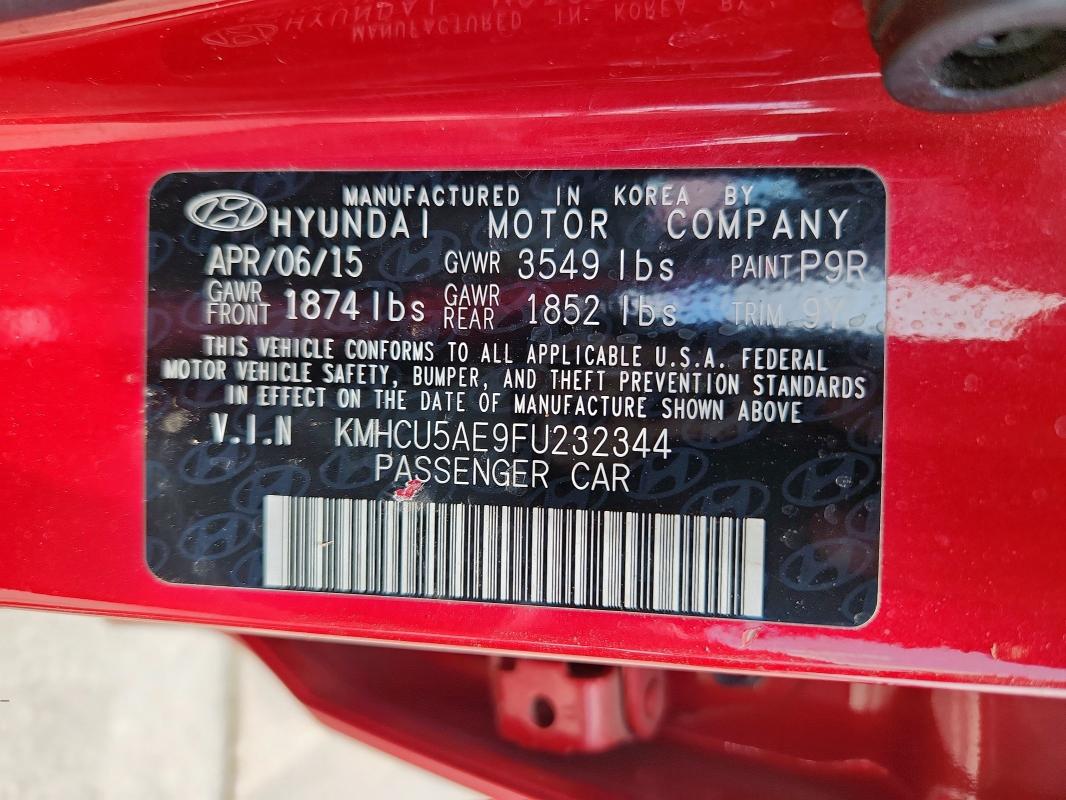 MANUFACTURED IN KOREA BY
HYUNDAI MOTOR COMPANY
APR/06/15 GVWR 3549 lbs PAINT P9R
GAWR FRONT 1874 lbs GAWR REAR 1852 lbs TRIM 9Y
THIS VEHICLE CONFORMS TO ALL APPLICABLE U.S.A. FEDERAL
MOTOR VEHICLE SAFETY, BUMPER, AND THEFT PREVENTION STANDARDS
IN EFFECT ON THE DATE OF MANUFACTURE SHOWN ABOVE
V.I.N KMHCU5AE9FU232344
PASSENGER CAR